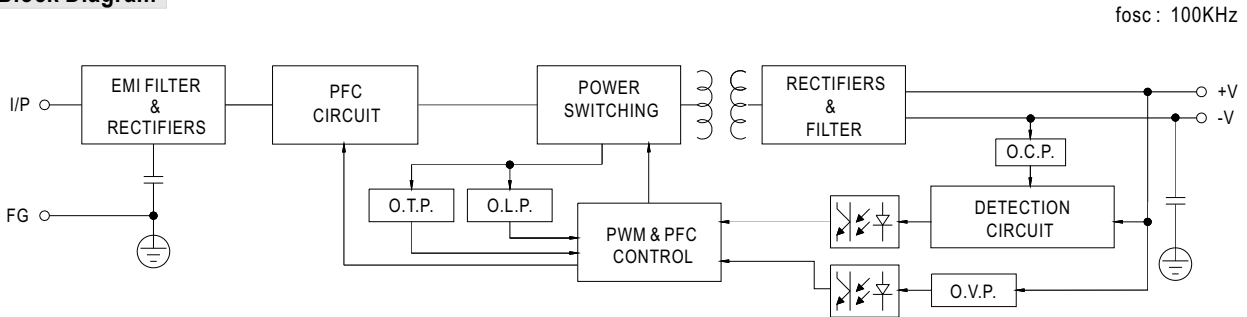 Block Diagram
fosc : 100KHz
I/P
EMI FILTER
&
RECTIFIERS
PFC
CIRCUIT
POWER
SWITCHING
RECTIFIERS
&
FILTER
+V
-V
O.C.P.
FG
O.T.P.
O.L.P.
PWM & PFC
CONTROL
DETECTION
CIRCUIT
O.V.P.